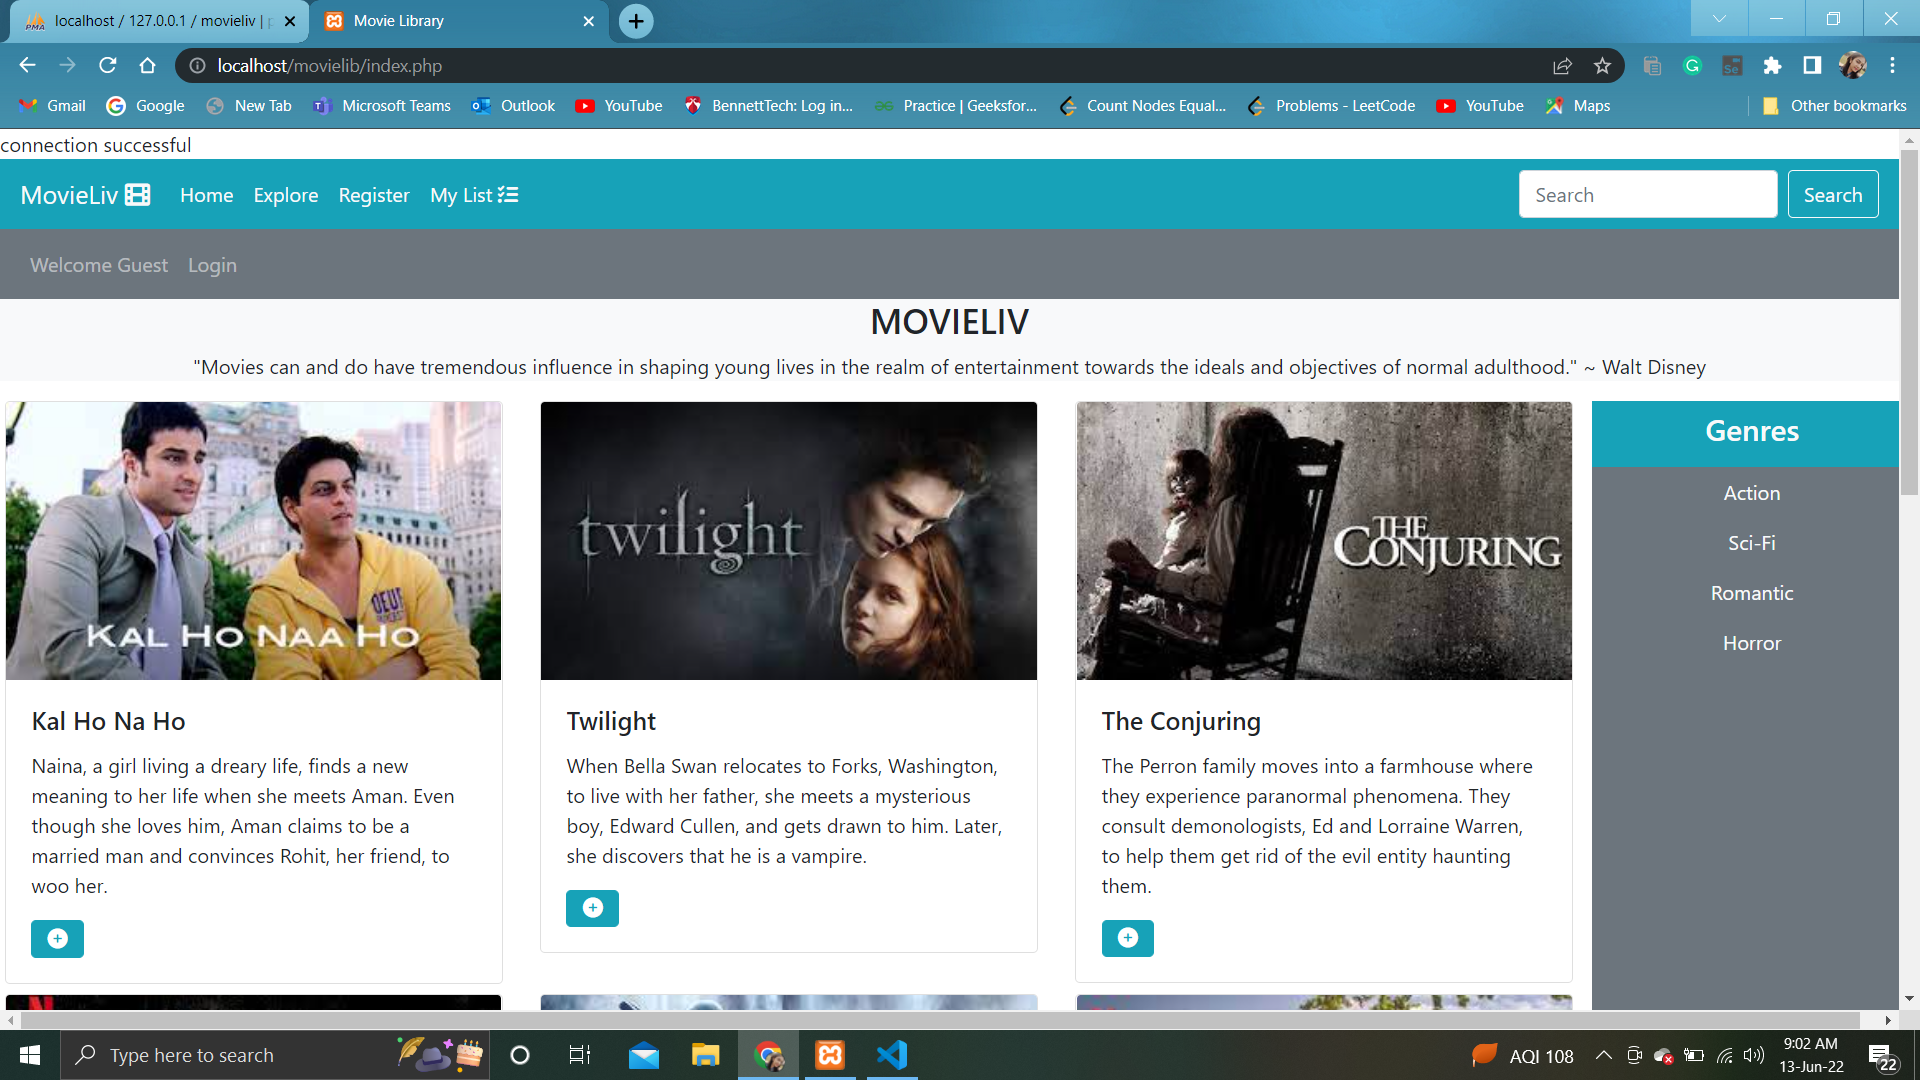 localhost / 127.0.0.1 / movieliv | p
Movie Library
localhost/movielib/index.php
Gmail
Google
New Tab
Microsoft Teams
Outlook
YouTube
BennettTech: Log in...
Practice | Geeksfor...
Count Nodes Equal...
Problems - LeetCode
YouTube
Maps
Other bookmarks
connection successful
MovieLiv
Home
Explore
Register
My List
Search
Search
Welcome Guest
Login
MOVIELIV
"Movies can and do have tremendous influence in shaping young lives in the realm of entertainment towards the ideals and objectives of normal adulthood." ~ Walt Disney
KAL HO NAA HO
Kal Ho Na Ho
Naina, a girl living a dreary life, finds a new
meaning to her life when she meets Aman. Even
though she loves him, Aman claims to be a
married man and convinces Rohit, her friend, to
woo her.
twilight
Twilight
When Bella Swan relocates to Forks, Washington,
to live with her father, she meets a mysterious
boy, Edward Cullen, and gets drawn to him. Later,
she discovers that he is a vampire.
THE
CONJURING
The Conjuring
The Perron family moves into a farmhouse where
they experience paranormal phenomena. They
consult demonologists, Ed and Lorraine Warren,
to help them get rid of the evil entity haunting
them.
Genres
Action
Sci-Fi
Romantic
Horror
Type here to search
AQI 108
9:02 AM
13-Jun-22
22